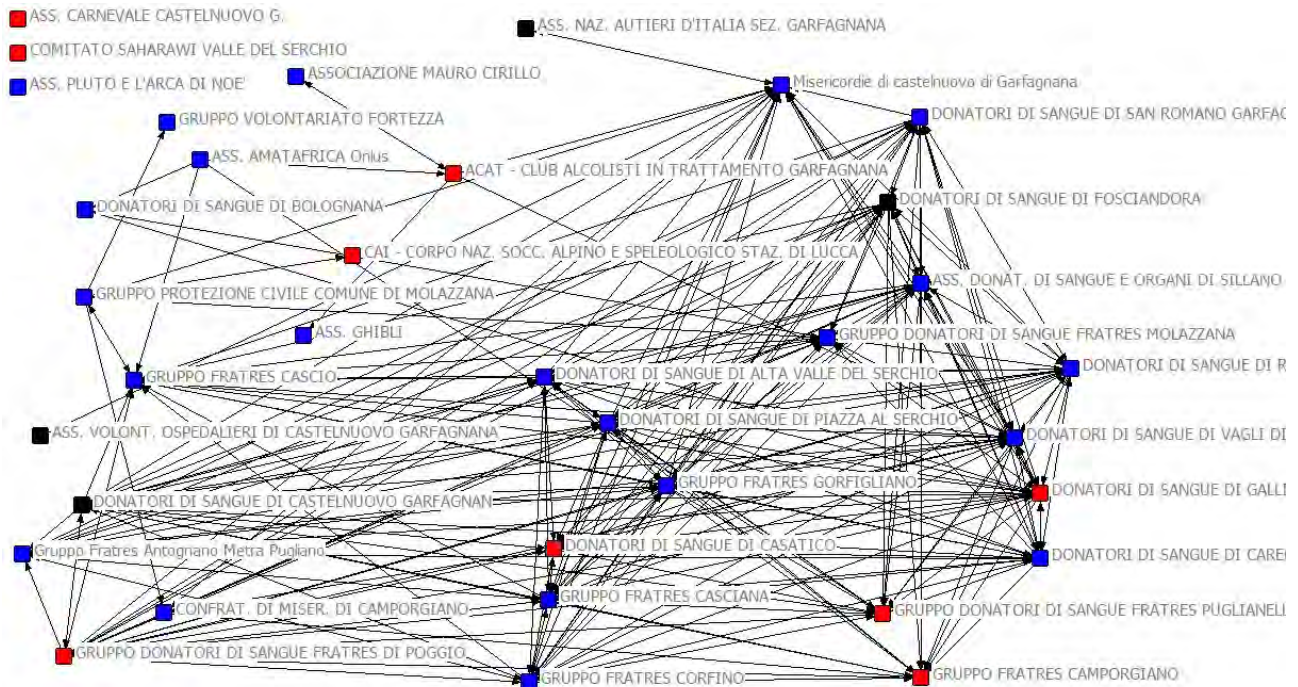 ASS. CARNEVALE CASTELNUOVO G.
ASS. NAZ. AUTIERI D'ITALIA SEZ. GARFAGNANA
COMITATO SAHARAWI VALLE DEL SERCHIO
ASSOCIAZIONE MAURO CIRILLO
Misericordie di castelnuovo di Garfagnana
ASS. PLUTO E L'ARCA DI NOE'
DONATORI DI SANGUE DI SAN ROMANO GARFAG
GRUPPO VOLONTARIATO FORTEZZA
ASS. AMATAFRICA Onlus
ACAT - CLUB ALCOLISTI IN TRATTAMENTO GARFAGNANA
DONATORI DI SANGUE DI BOLOGNANA
DONATORI DI SANGUE DI FOSCIANDORA
CAI - CORPO NAZ. SOCC. ALPINO E SPELEOLOGICO STAZ. DI LUCCA
ASS. DONAT. DI SANGUE E ORGANI DI SILLANO
GRUPPO PROTEZIONE CIVILE COMUNE DI MOLAZZANA
ASS. GHIBLI
GRUPPO DONATORI DI SANGUE FRATRES MOLAZZANA
DONATORI DI SANGUE DI R
GRUPPO FRATRES CASCIO
DONATORI DI SANGUE DI ALTA VALLE DEL SERCHIO
DONATORI DI SANGUE DI PIAZZA AL SERCHIO
ASS. VOLONT. OSPEDALIERI DI CASTELNUOVO GARFAGNANA
DONATORI DI SANGUE DI VAGLI DI
GRUPPO FRATRES GORFIGLIANO
DONATORI DI SANGUE DI GALLI
DONATORI DI SANGUE DI CASTELNUOVO GARFAGNAN
Gruppo Fratres Antognano Metra Pugliano
DONATORI DI SANGUE DI CASATICO
DONATORI DI SANGUE DI CARE
GRUPPO FRATRES CASCIANA
CONFRAT. DI MISER. DI CAMPORGIANO
GRUPPO DONATORI DI SANGUE FRATRES PUGLIANELL
GRUPPO DONATORI DI SANGUE FRATRES DI POGGIO
GRUPPO FRATRES CORFINO
GRUPPO FRATRES CAMPORGIANO